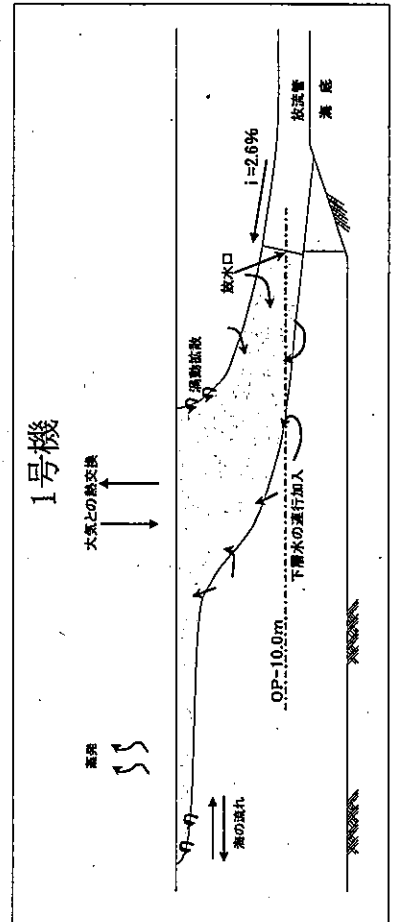 1号機
蒸発
大気との熱交換
海の流れ
渦動拡散
下層水の連行加入
OP-10.0m
放水口
i=2.6%
放流管
海底